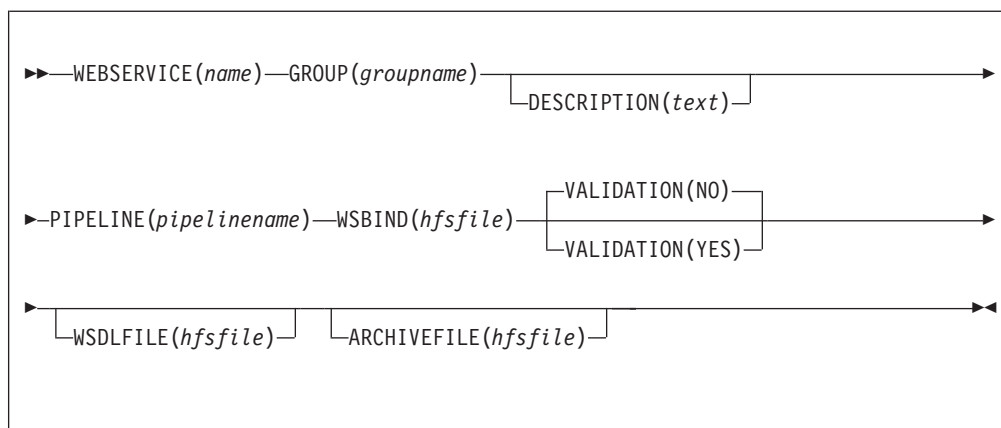 WEBSERVICE(name) GROUP(groupname)
DESCRIPTION(text)
VALIDATION(NO)
PIPELINE(pipelinename) WSBIND(hfsfile)
VALIDATION(YES)
WSDLFILE(hfsfile) ARCHIVEFILE(hfsfile)